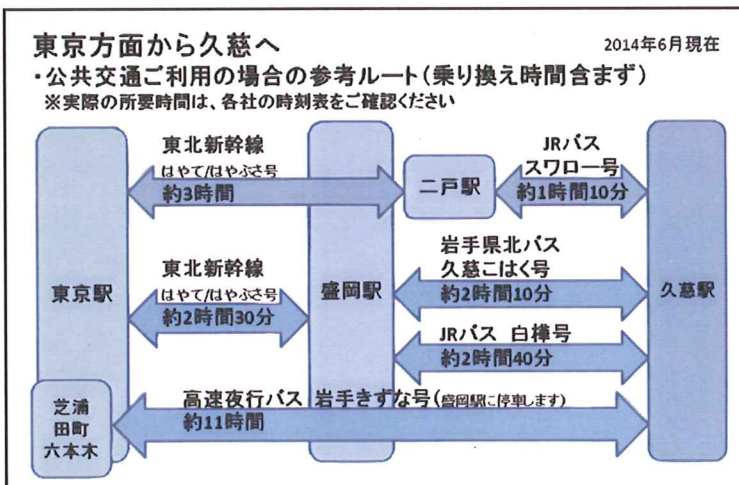 東京方面から久慈へ
2014年6月現在
・公共交通ご利用の場合の参考ルート(乗り換え時間含まず)
※実際の所要時間は、各社の時刻表をご確認ください
東北新幹線
はやて/はやぶさ号
約3時間
二戸駅
JRバス
スワロー号
約1時間10分
東京駅
東北新幹線
はやて/はやぶさ号
約2時間30分
盛岡駅
岩手県北バス
久慈こはく号
約2時間10分
JRバス 白樺号
約2時間40分
久慈駅
芝浦
田町
六本木
高速夜行バス 岩手きずな号(盛岡駅に停車します)
約11時間